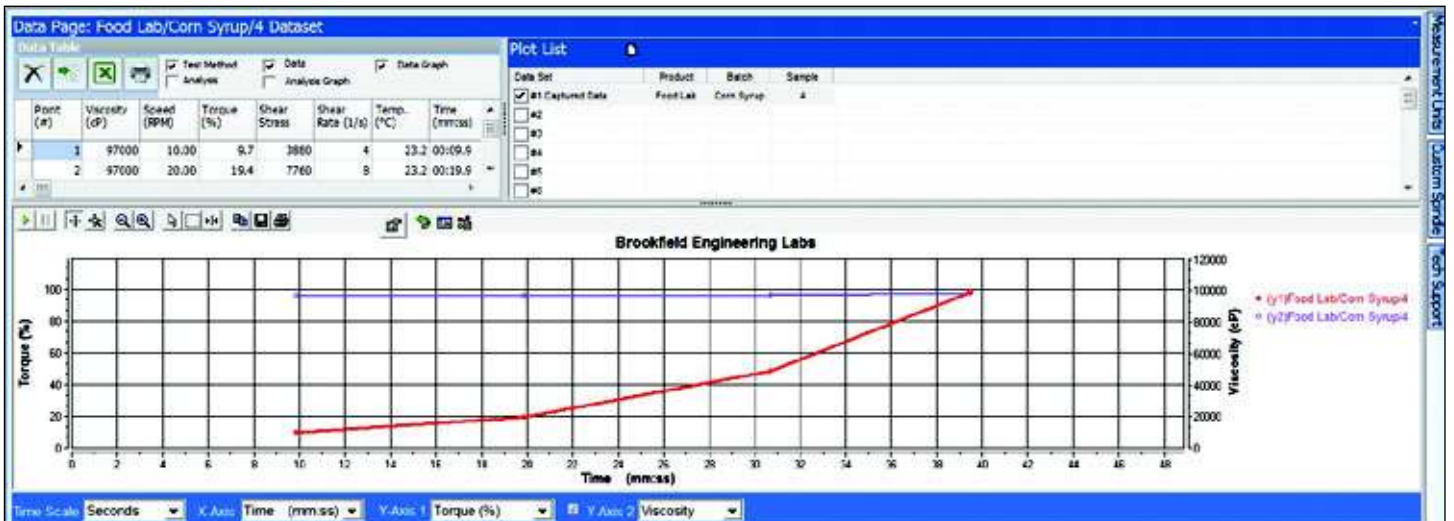 Data Page: Food Lab/Corn Syrup/4 Dataset
Data Table
Test Method
Data
Data Graph
Analysis
Analysis Graph
Point (#) Viscosity (cP) Speed (RPM) Torque (%) Shear Stress Shear Rate (1/s) Temp. (°C) Time (mm:ss)
1 97000 10.00 9.7 3880 4 23.2 00:09.9
2 97000 20.00 19.4 7760 8 23.2 00:19.9
Plot List
Data Set Product Batch Sample
#1 Captured Data Food Lab Corn Syrup 4
#2
#3
#4
#5
#6
Measurement Units
Custom Spindle
Tech Support
Brookfield Engineering Labs
Torque (%)
100
80
60
40
20
0
120000
100000
80000
60000
40000
20000
0
Viscosity (cP)
(y1)Food Lab/Corn Syrup/4
(y2)Food Lab/Corn Syrup/4
0 2 4 6 8 10 12 14 16 18 20 22 24 26 28 30 32 34 36 38 40 42 44 46 48
Time (mm:ss)
Time Scale Seconds X Axis Time (mm:ss) Y-Axis 1 Torque (%) Y Axis 2 Viscosity